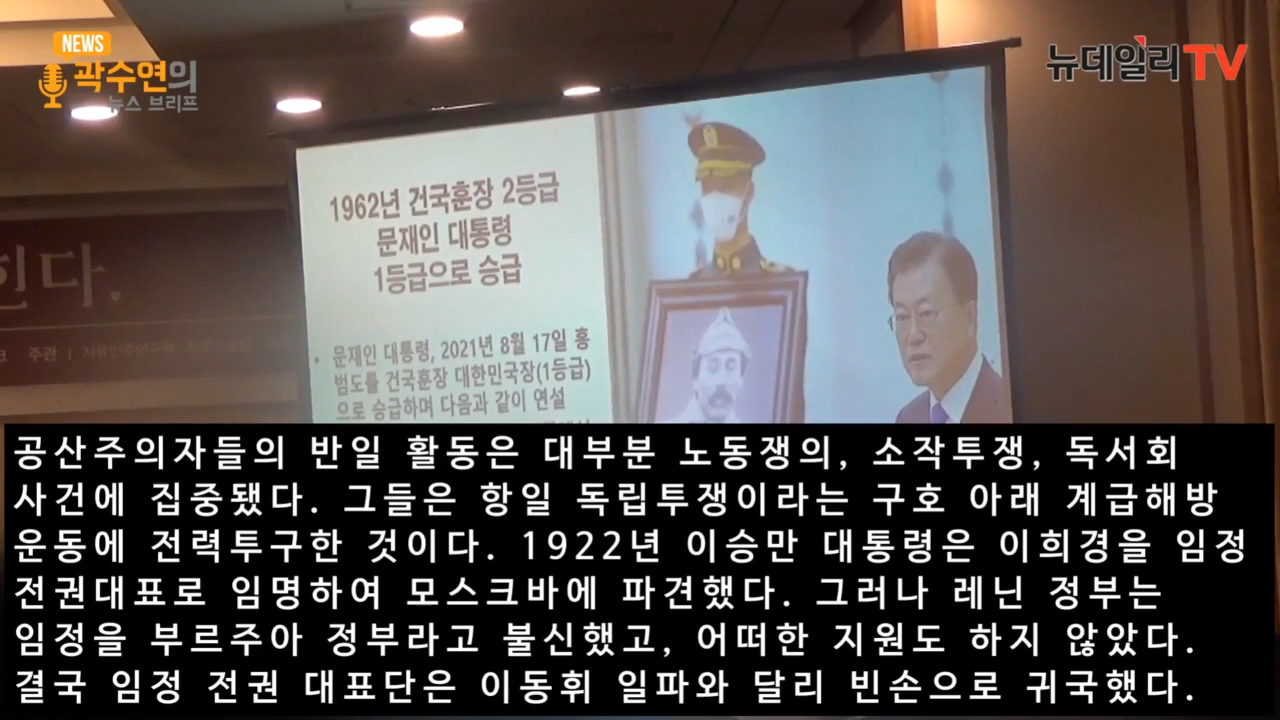 NEWS
곽수연의
뉴스 브리프
뉴데일리TV
1962년 건국훈장 2등급
문재인 대통령
1등급으로 승급
• 문재인 대통령, 2021년 8월 17일 홍
범도를 건국훈장 대한민국장(1등급)
으로 승급하며 다음과 같이 연설
힌다.
주관 |
공산주의자들의 반일 활동은 대부분 노동쟁의, 소작투쟁, 독서회
사건에 집중됐다. 그들은 항일 독립투쟁이라는 구호 아래 계급해방
운동에 전력투구한 것이다. 1922년 이승만 대통령은 이희경을 임정
전권대표로 임명하여 모스크바에 파견했다. 그러나 레닌 정부는
임정을 부르주아 정부라고 불신했고, 어떠한 지원도 하지 않았다.
결국 임정 전권 대표단은 이동휘 일파와 달리 빈손으로 귀국했다.